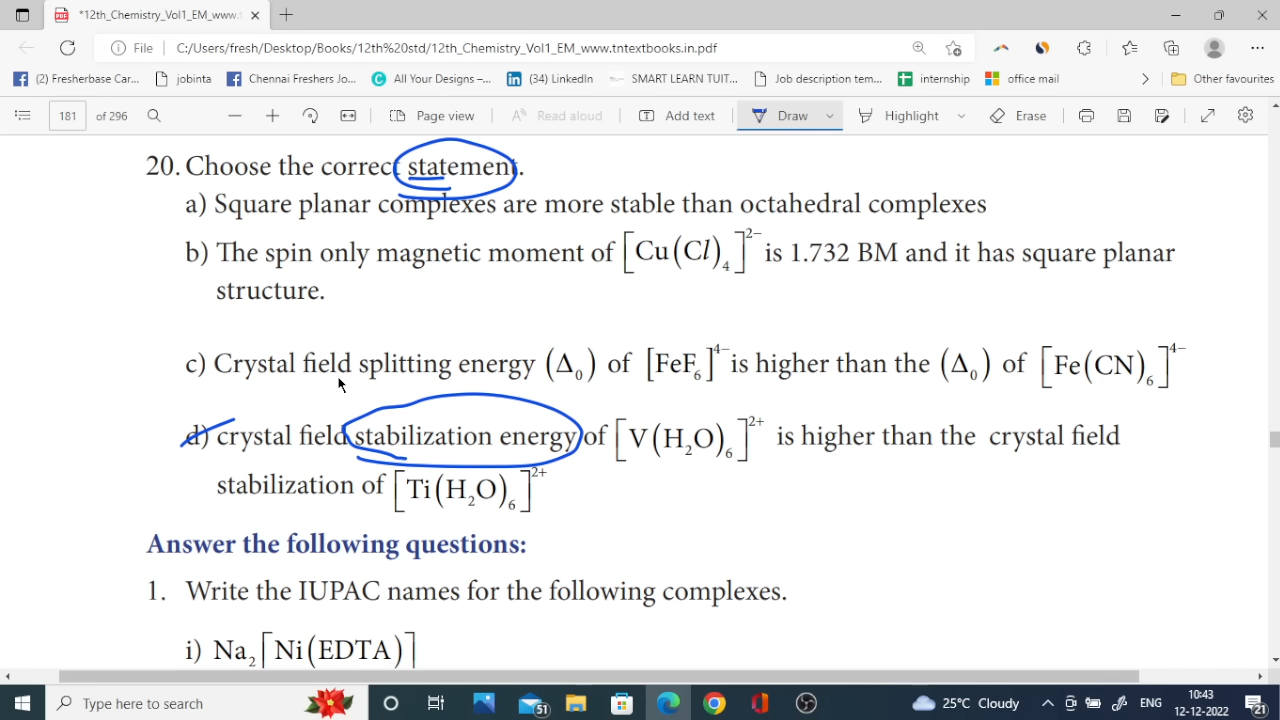 *12th_Chemistry_Vol1_EM_www.
File C:/Users/fresh/Desktop/Books/12th%20std/12th_Chemistry_Vol1_EM_www.tntextbooks.in.pdf
(2) Fresherbase Car... jobinta Chennai Freshers Jo... All Your Designs –... (34) LinkedIn SMART LEARN TUIT... Job description tem... internship office mail Other favourites
181 of 296 Page view Read aloud Add text Draw Highlight Erase
20. Choose the correct statement.
a) Square planar complexes are more stable than octahedral complexes
b) The spin only magnetic moment of [Cu(Cl)₄]²⁻ is 1.732 BM and it has square planar
structure.
c) Crystal field splitting energy (Δ₀) of [FeF₆]⁴⁻ is higher than the (Δ₀) of [Fe(CN)₆]⁴⁻
d) crystal field stabilization energy of [V(H₂O)₆]²⁺ is higher than the crystal field
stabilization of [Ti(H₂O)₆]²⁺
Answer the following questions:
1. Write the IUPAC names for the following complexes.
i) Na₂[Ni(EDTA)]
Type here to search 51 25°C Cloudy ENG 10:43
12-12-2022 21